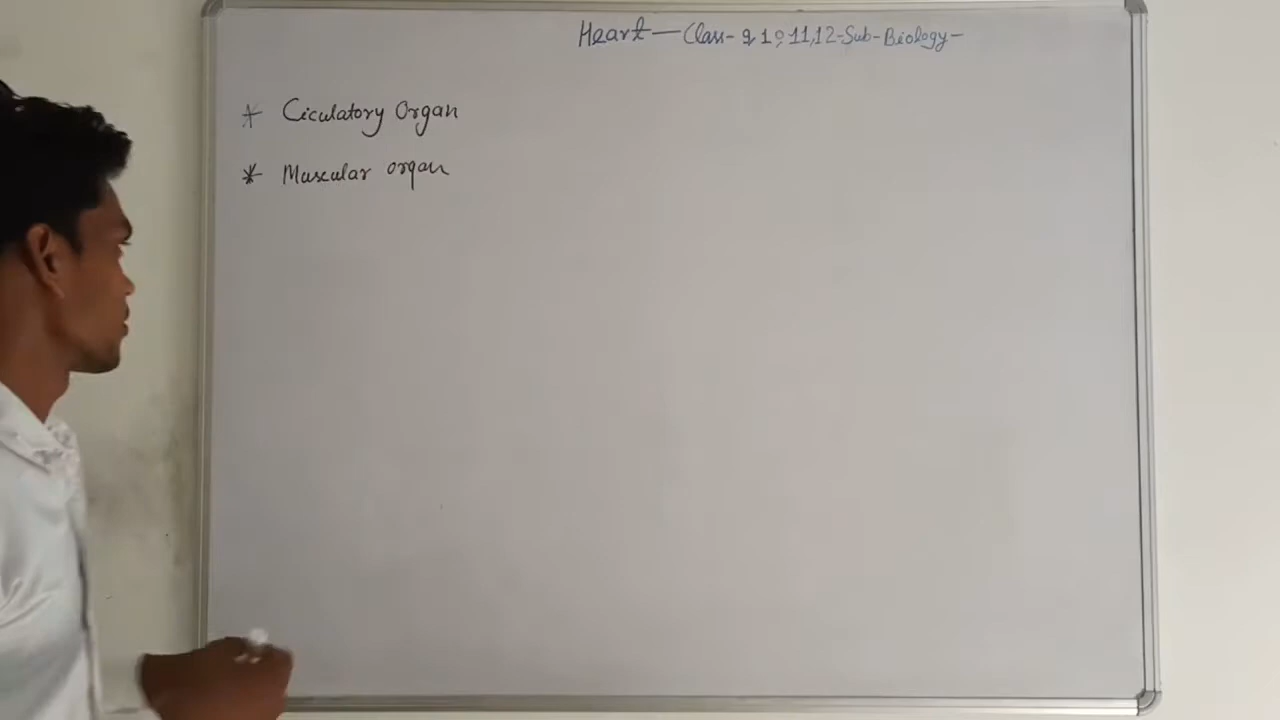 Heart - Class - 9 10 11,12 - Sub - Biology -
* Ciculatory Organ
* Muscular organ